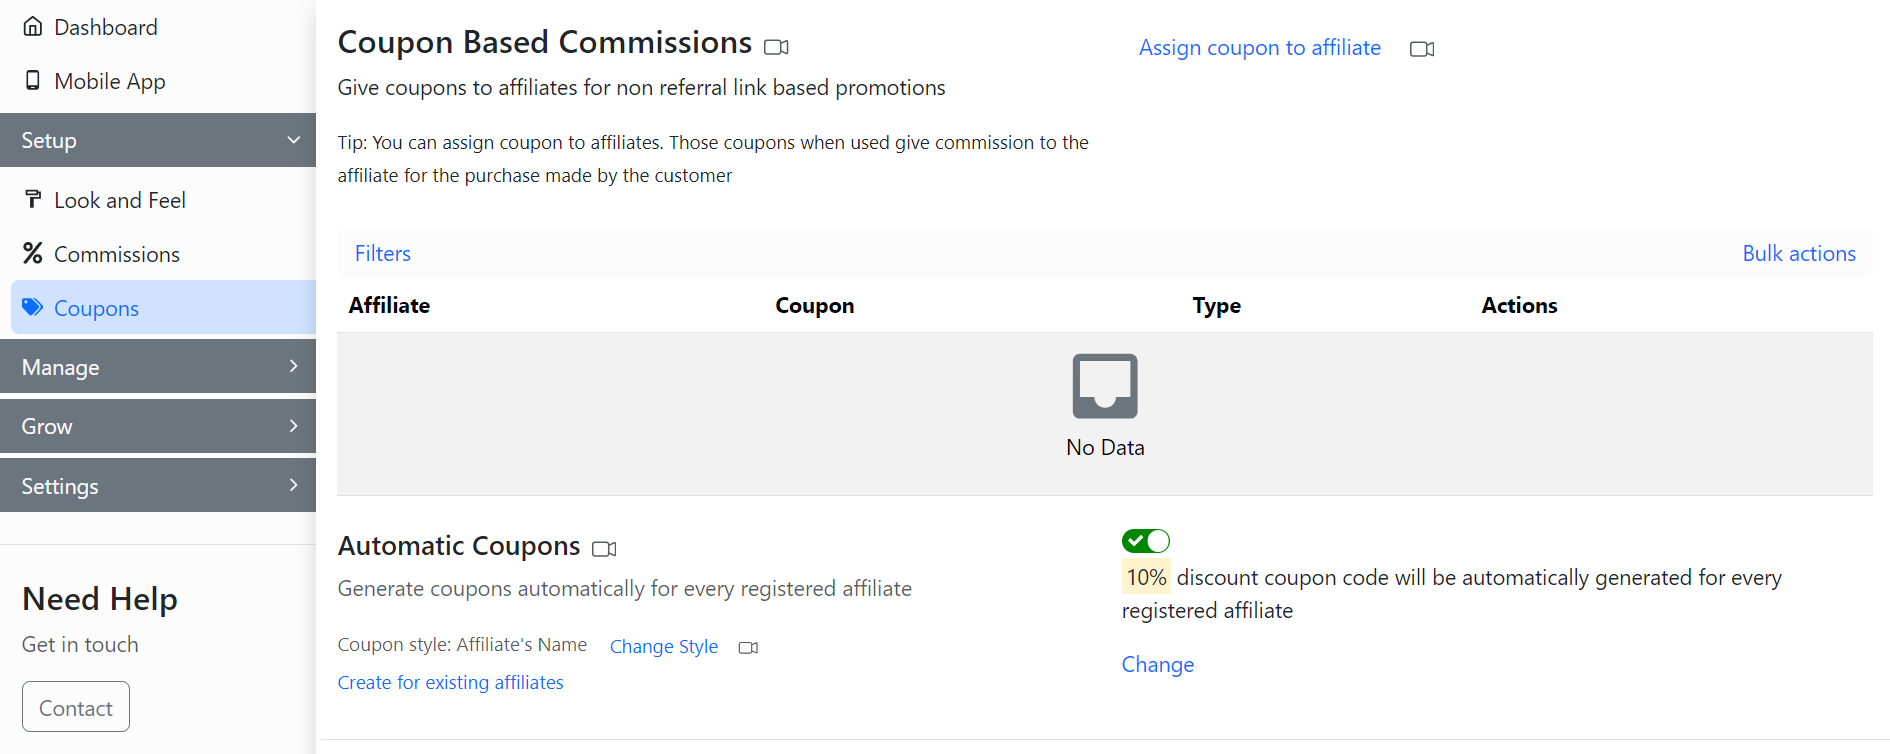 Dashboard
Mobile App
Setup
Look and Feel
Commissions
Coupons
Manage
Grow
Settings
Need Help
Get in touch
Contact
Coupon Based Commissions
Assign coupon to affiliate
Give coupons to affiliates for non referral link based promotions
Tip: You can assign coupon to affiliates. Those coupons when used give commission to the
affiliate for the purchase made by the customer
Filters
Bulk actions
Affiliate Coupon Type Actions
No Data
Automatic Coupons
Generate coupons automatically for every registered affiliate
Coupon style: Affiliate's Name Change Style
Create for existing affiliates
10% discount coupon code will be automatically generated for every
registered affiliate
Change